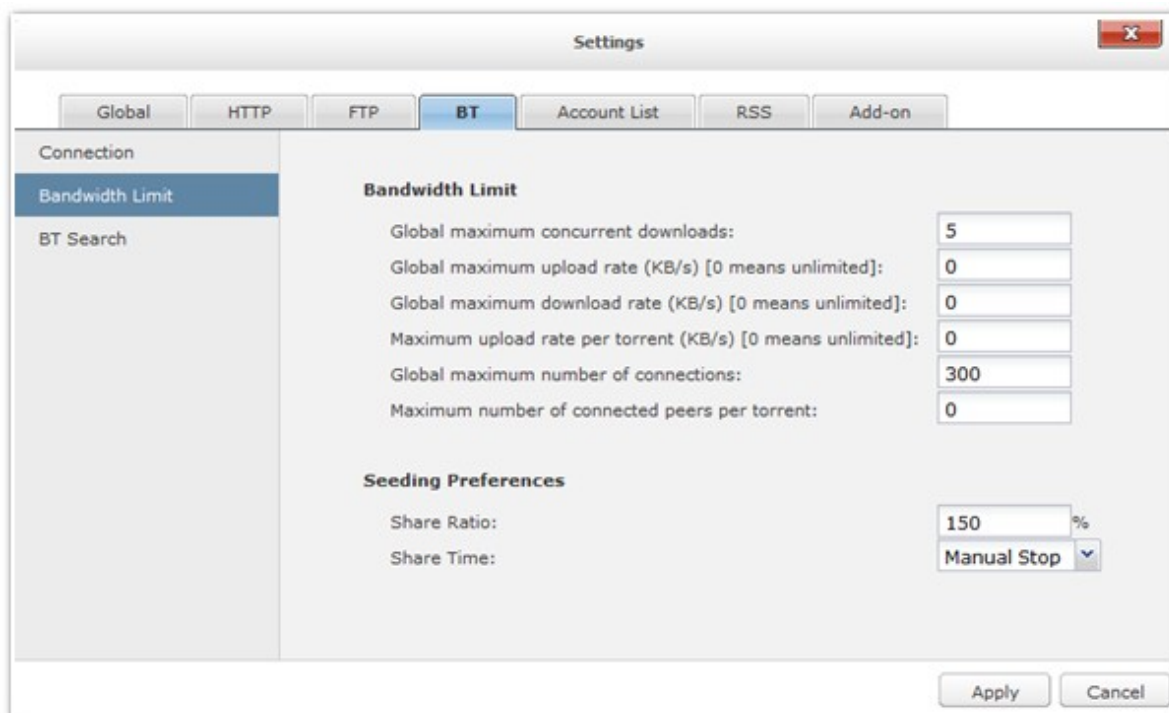 Settings
X
Global HTTP FTP BT Account List RSS Add-on
Connection
Bandwidth Limit
BT Search
Bandwidth Limit
Global maximum concurrent downloads: 5
Global maximum upload rate (KB/s) [0 means unlimited]: 0
Global maximum download rate (KB/s) [0 means unlimited]: 0
Maximum upload rate per torrent (KB/s) [0 means unlimited]: 0
Global maximum number of connections: 300
Maximum number of connected peers per torrent: 0
Seeding Preferences
Share Ratio: 150 %
Share Time: Manual Stop
Apply Cancel